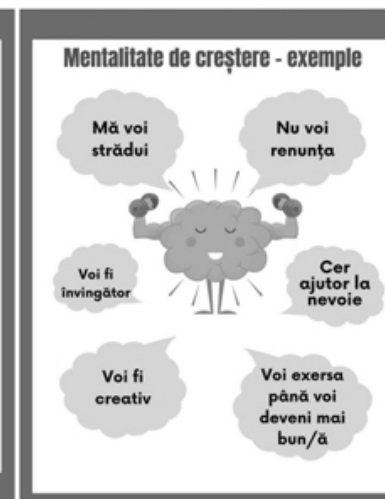 Mentalitate de creștere - exemple
Mă voi
strădui
Nu voi
renunța
Voi fi
învingător
Cer
ajutor la
nevoie
Voi fi
creativ
Voi exersa
până voi
deveni mai
bun/ă